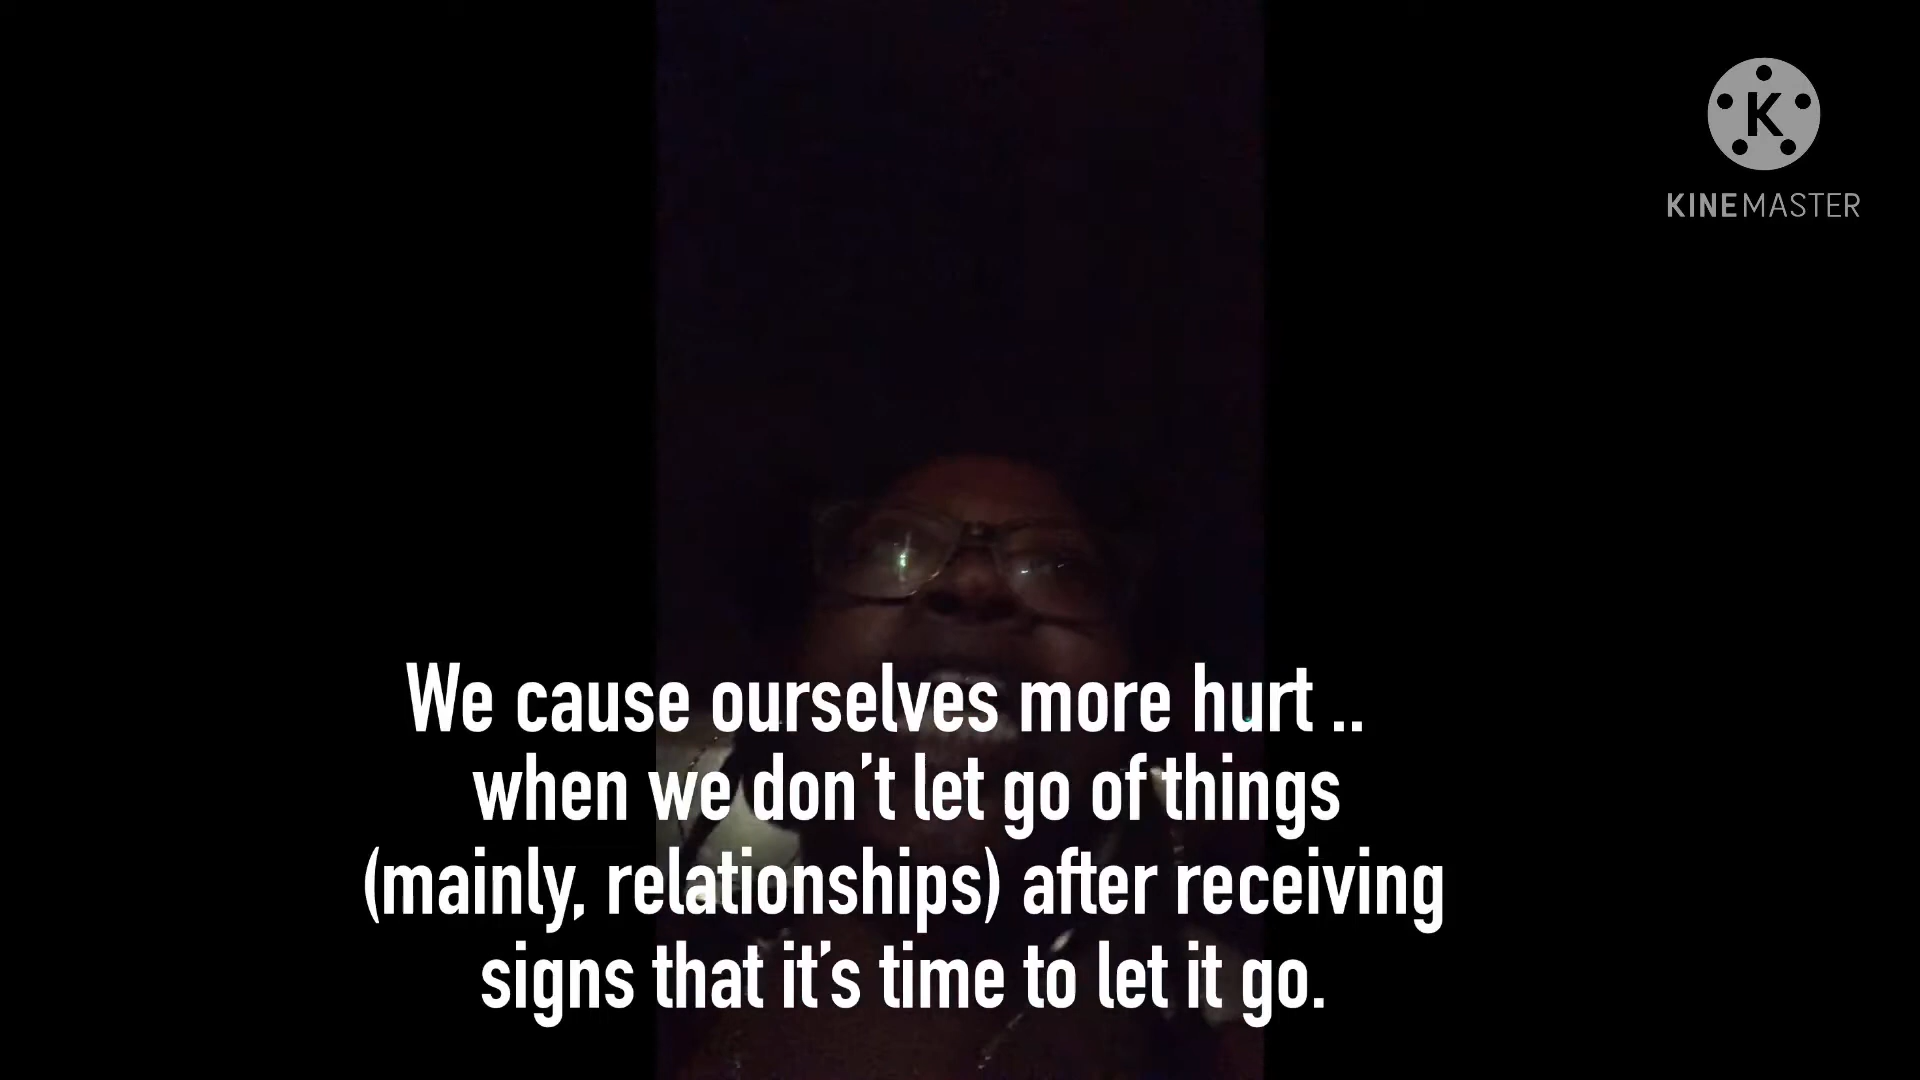 K
KINEMASTER
We cause ourselves more hurt ..
when we don't let go of things
(mainly, relationships) after receiving
signs that it's time to let it go.